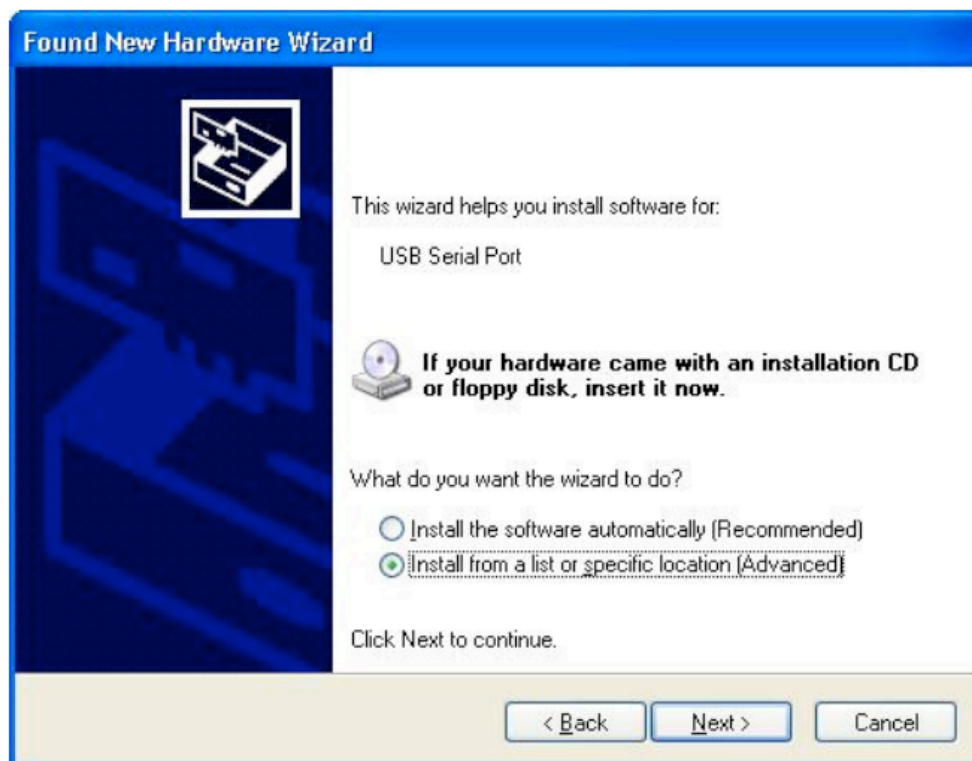 Found New Hardware Wizard
This wizard helps you install software for:
USB Serial Port
If your hardware came with an installation CD
or floppy disk, insert it now.
What do you want the wizard to do?
Install the software automatically (Recommended)
Install from a list or specific location (Advanced)
Click Next to continue.
< Back
Next >
Cancel